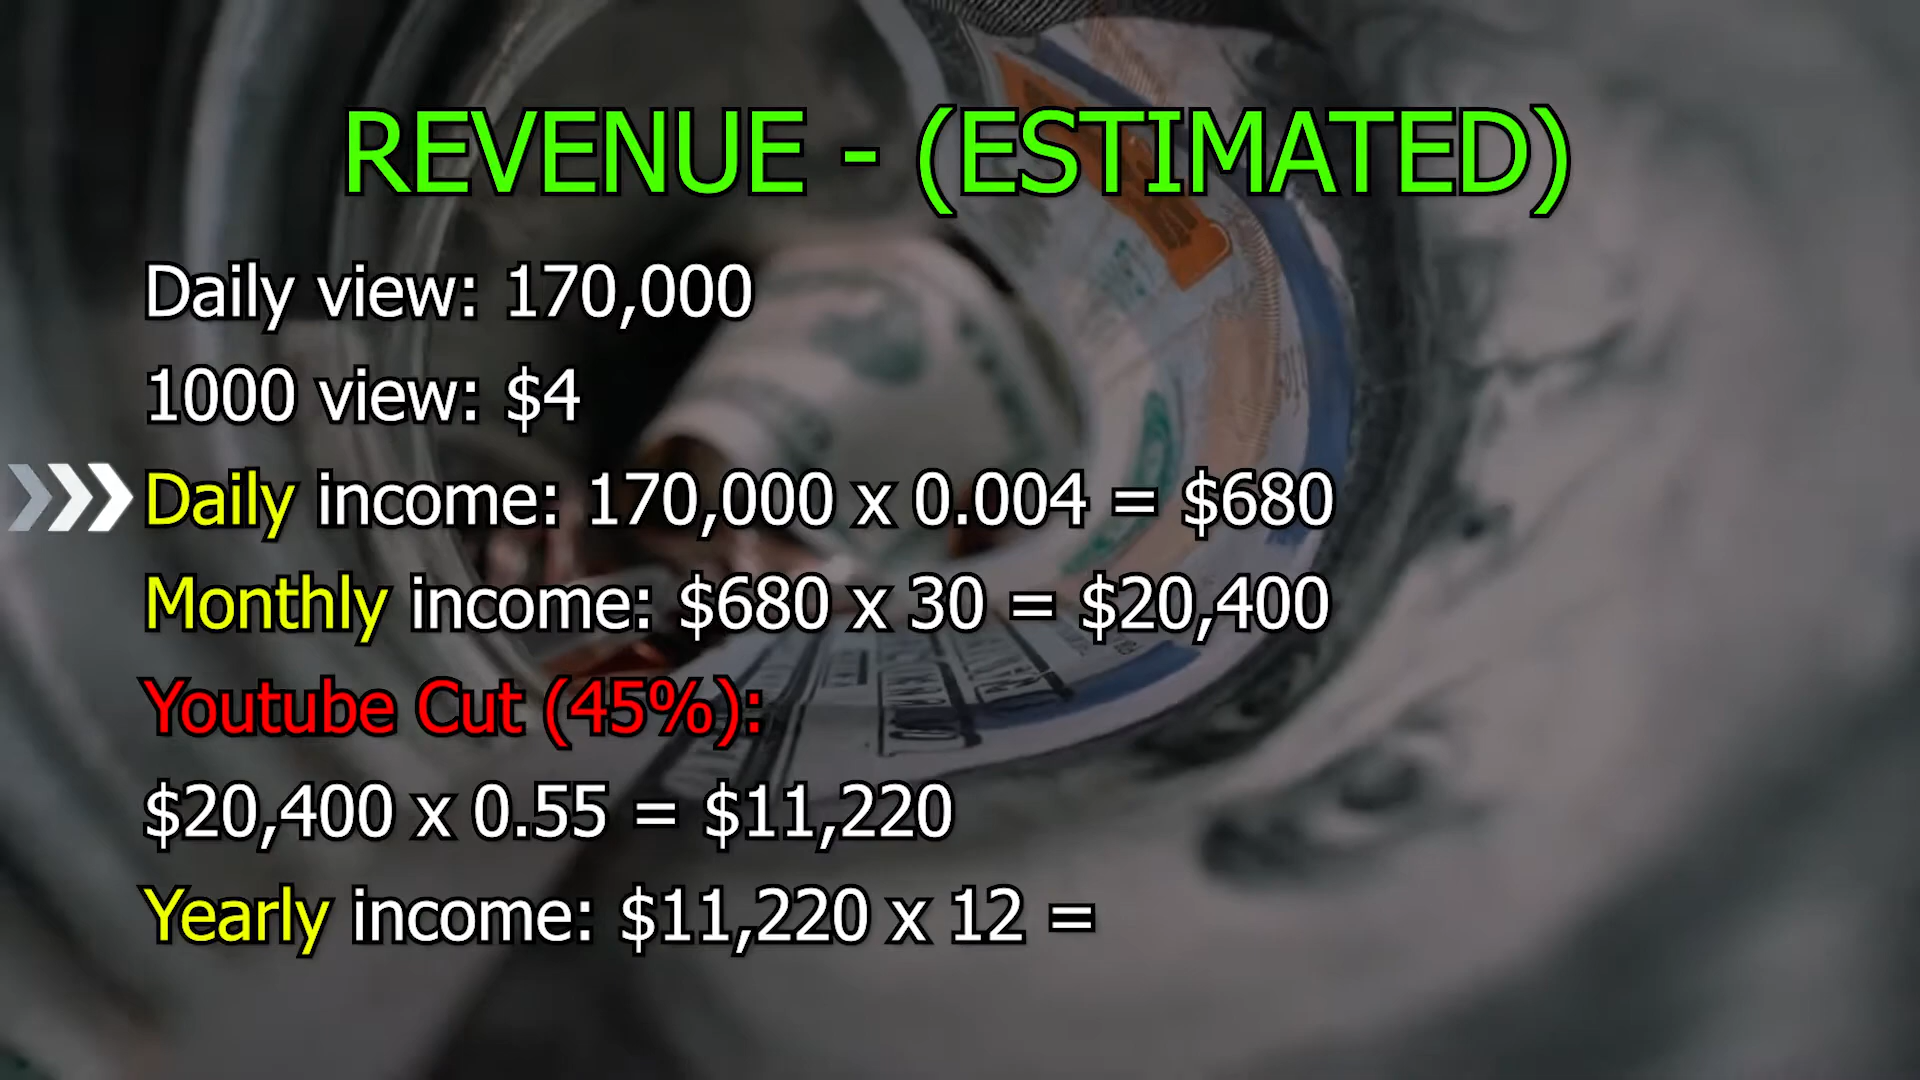 REVENUE - (ESTIMATED)
Daily view: 170,000
1000 view: $4
Daily income: 170,000 x 0.004 = $680
Monthly income: $680 x 30 = $20,400
Youtube Cut (45%):
$20,400 x 0.55 = $11,220
Yearly income: $11,220 x 12 =